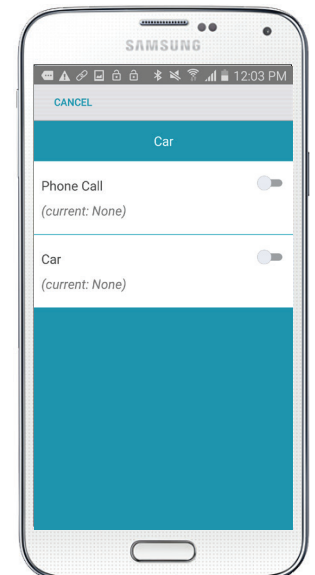 SAMSUNG
12:03 PM
CANCEL
Car
Phone Call
(current: None)
Car
(current: None)